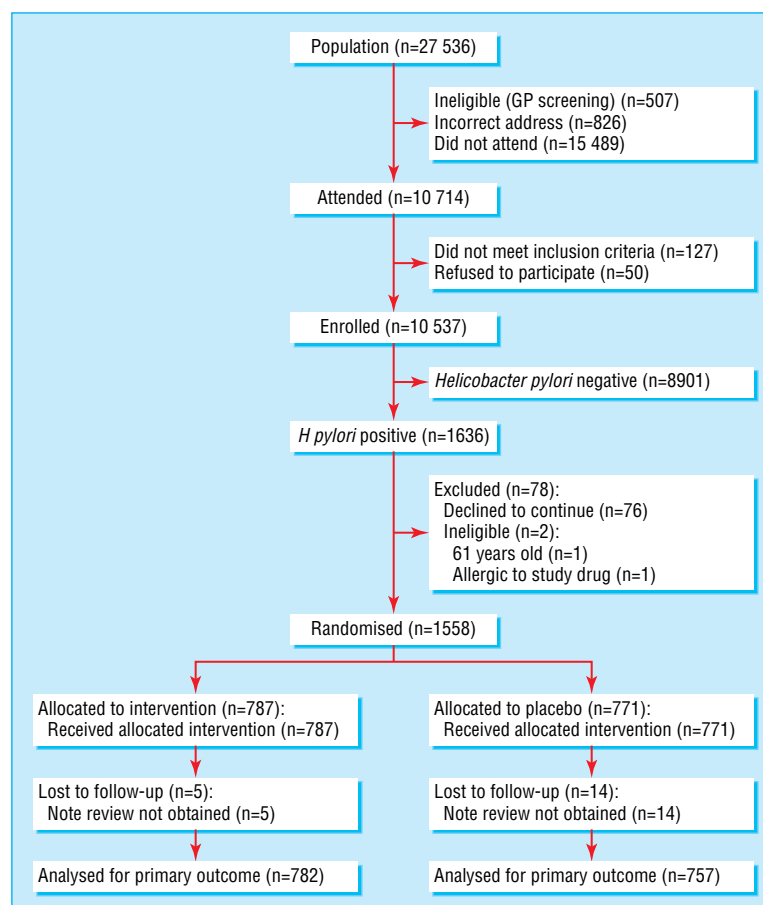 Population (n=27 536)
Ineligible (GP screening) (n=507)
Incorrect address (n=826)
Did not attend (n=15 489)
Attended (n=10 714)
Did not meet inclusion criteria (n=127)
Refused to participate (n=50)
Enrolled (n=10 537)
Helicobacter pylori negative (n=8901)
H pylori positive (n=1636)
Excluded (n=78):
Declined to continue (n=76)
Ineligible (n=2):
61 years old (n=1)
Allergic to study drug (n=1)
Randomised (n=1558)
Allocated to intervention (n=787):
Received allocated intervention (n=787)
Allocated to placebo (n=771):
Received allocated intervention (n=771)
Lost to follow-up (n=5):
Note review not obtained (n=5)
Lost to follow-up (n=14):
Note review not obtained (n=14)
Analysed for primary outcome (n=782)
Analysed for primary outcome (n=757)